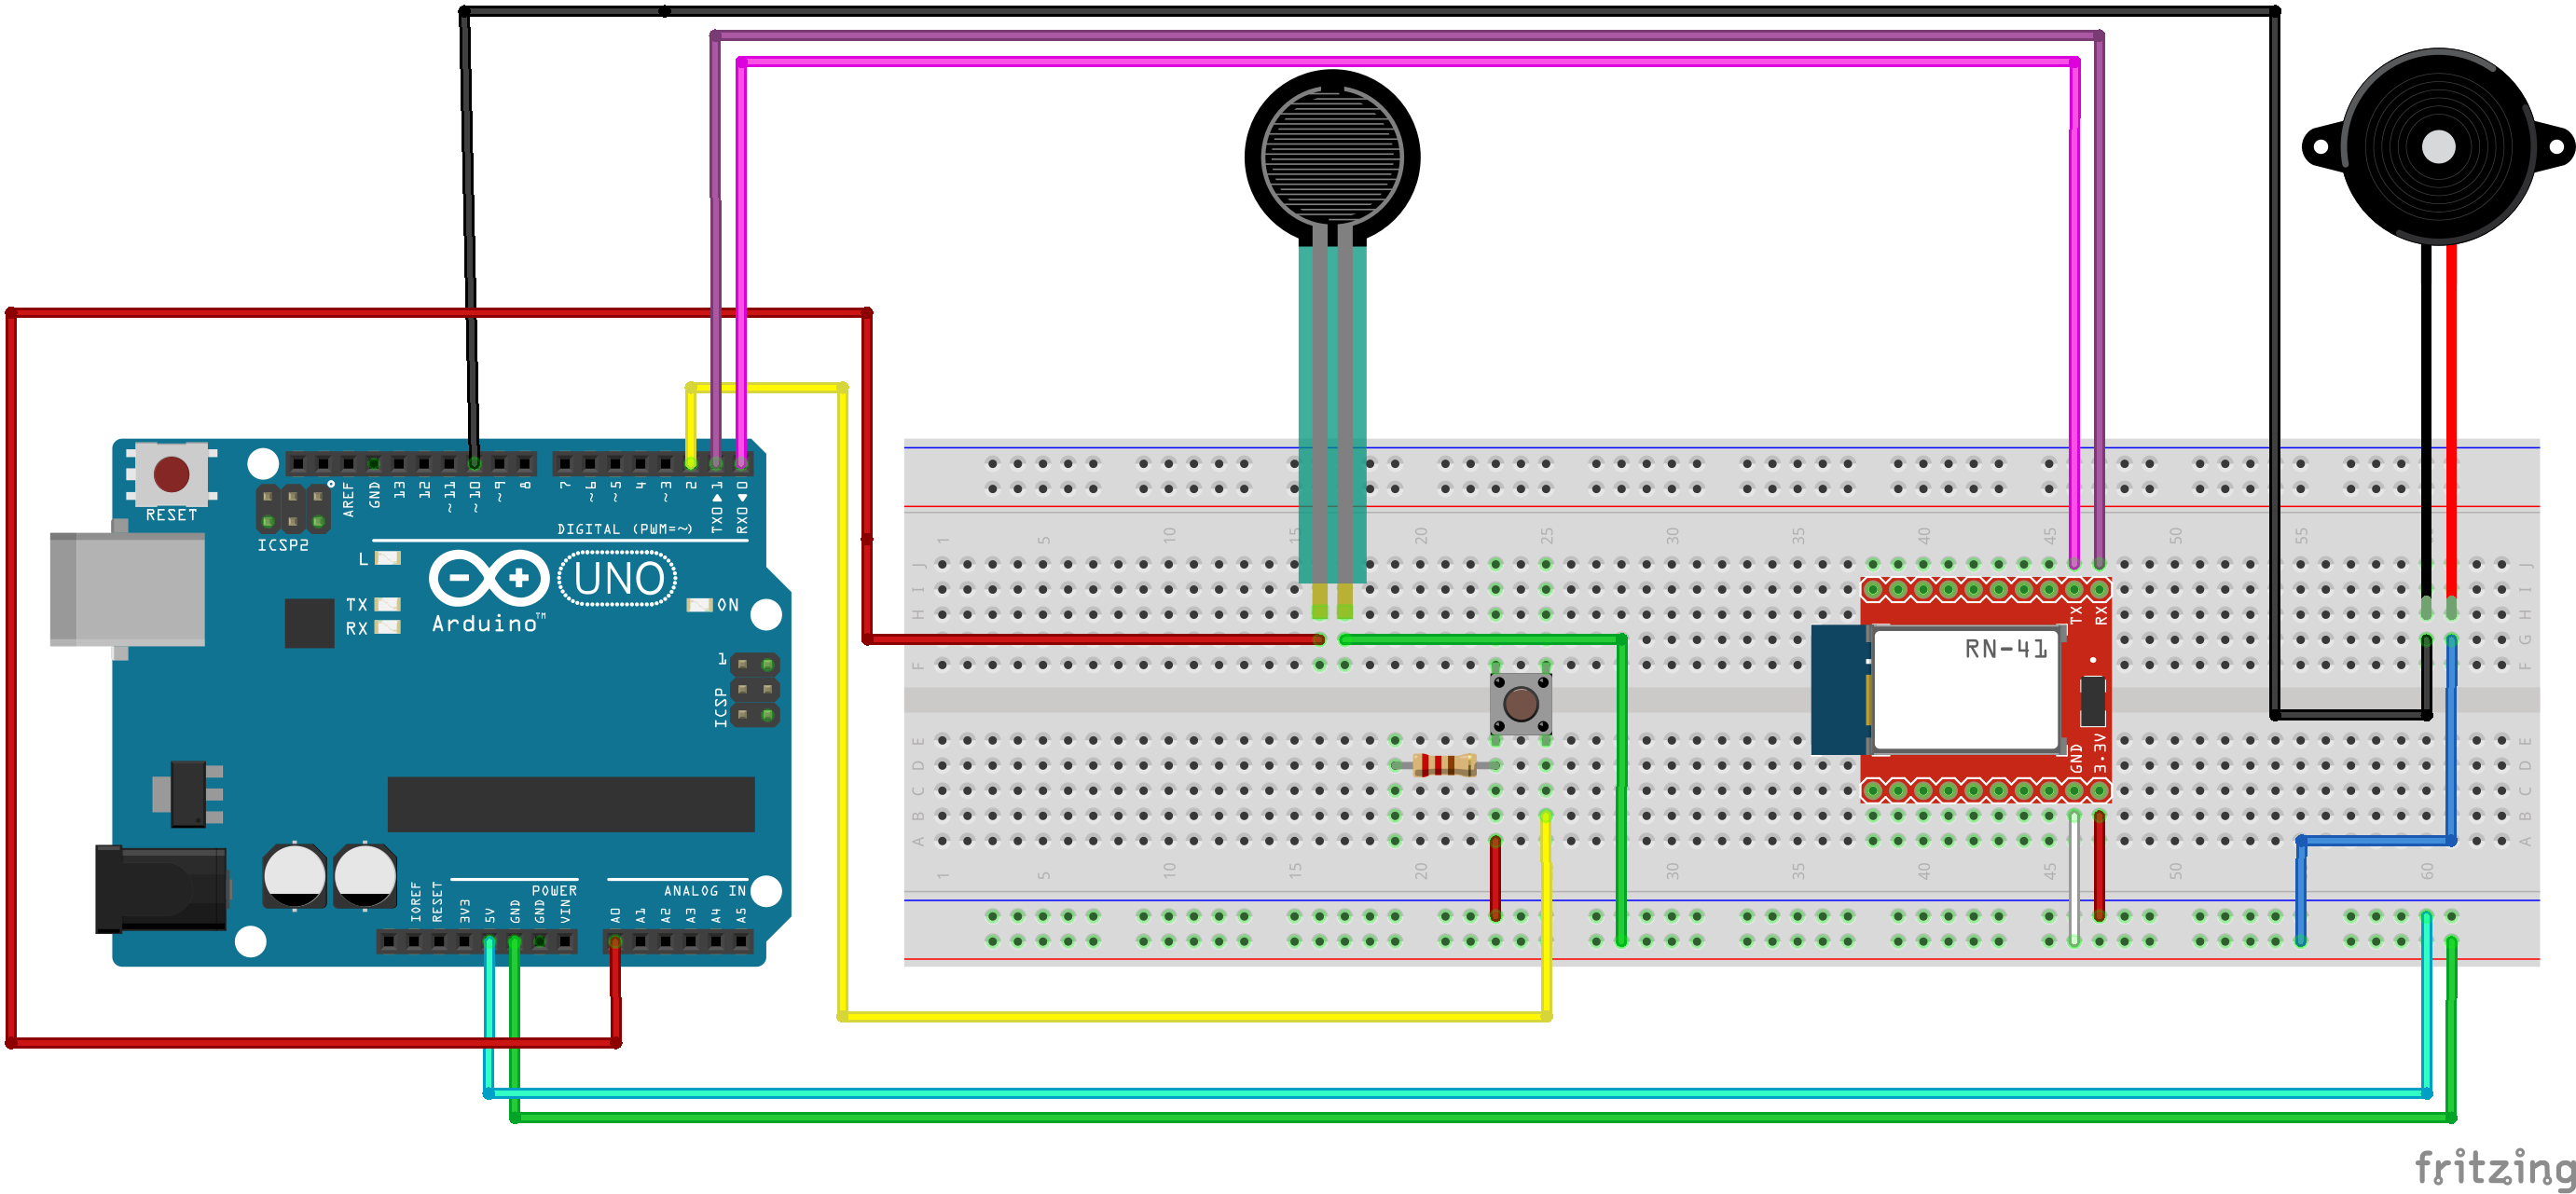 RESET
ICSP2
AREF
GND
13
12
~11
~10
~9
8
7
~6
~5
4
~3
2
TX0▶1
RX0◀0
DIGITAL (PWM=~)
L
TX
RX
UNO
ON
Arduino™
1
ICSP
IOREF
RESET
3V3
5V
GND
GND
VIN
POWER
A0
A1
A2
A3
A4
A5
ANALOG IN
1 5 10 15 20 25 30 35 40 45 50 55
J
I
H
G
F
E
D
C
B
A
J
I
H
G
F
E
D
C
B
A
1 5 10 15 20 25 30 35 40 45 50 55 60
TX
RX
RN-41
GND
3.3V
fritzing